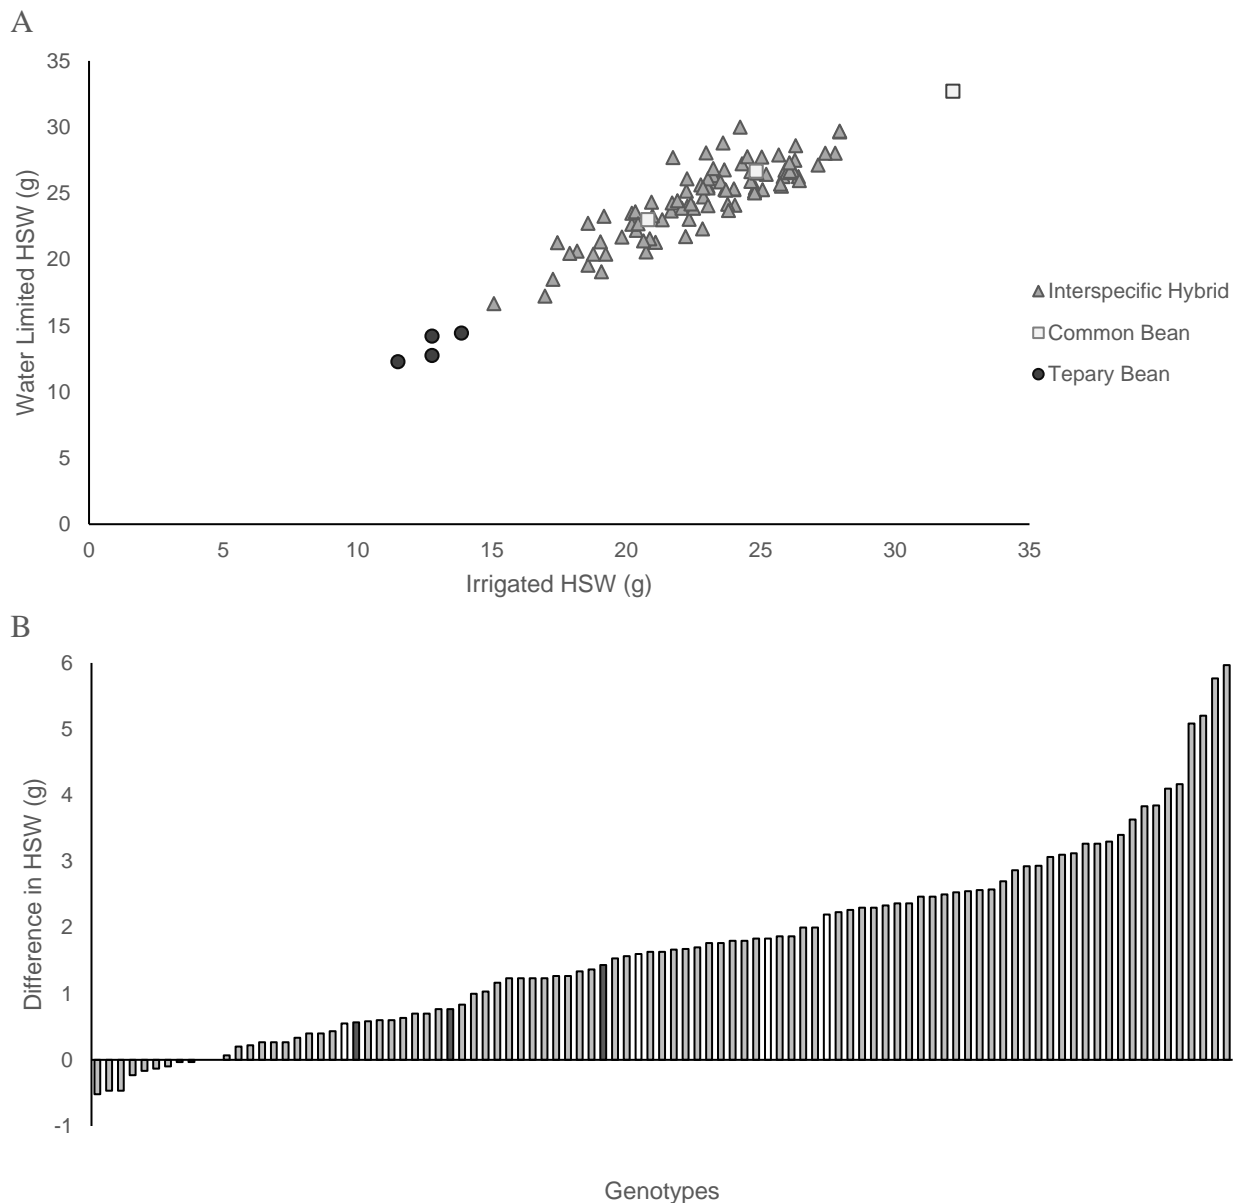 A
35
30
25
20
15
10
5
0
Water Limited HSW (g)
0 5 10 15 20 25 30 35
Irrigated HSW (g)
Interspecific Hybrid
Common Bean
Tepary Bean
B
6
5
4
3
2
1
0
-1
Difference in HSW (g)
Genotypes